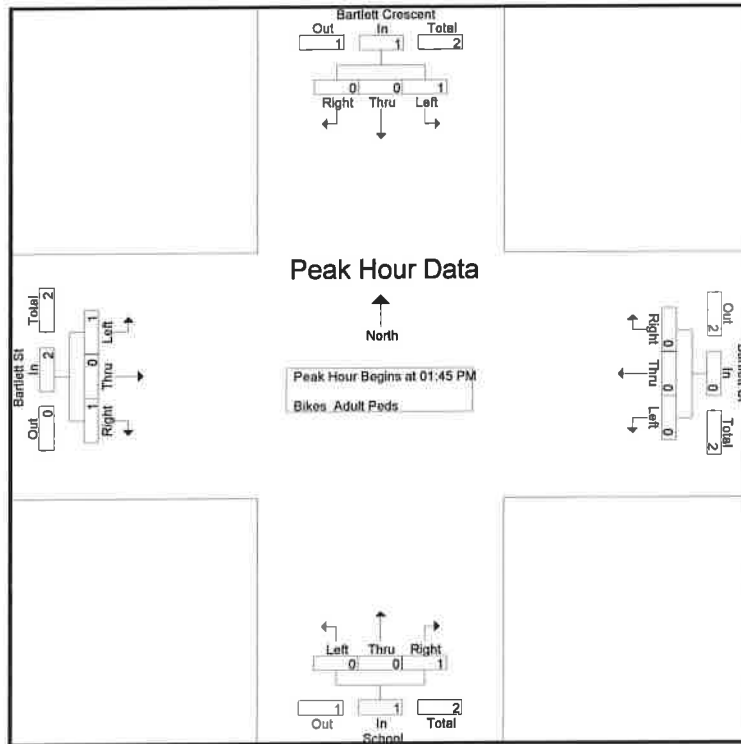 Bartlett Crescent
Out In Total
1 1 2
0 0 1
Right Thru Left
Peak Hour Data
North
Peak Hour Begins at 01:45 PM
Bikes Adult Peds
Bartlett St
Out In Total
0 2 2
1 0 1
Left Thru Right
Out In Total
2 0 2
Right Thru Left
0 0 0
Left Thru Right
0 0 1
1 1 2
Out In Total
School